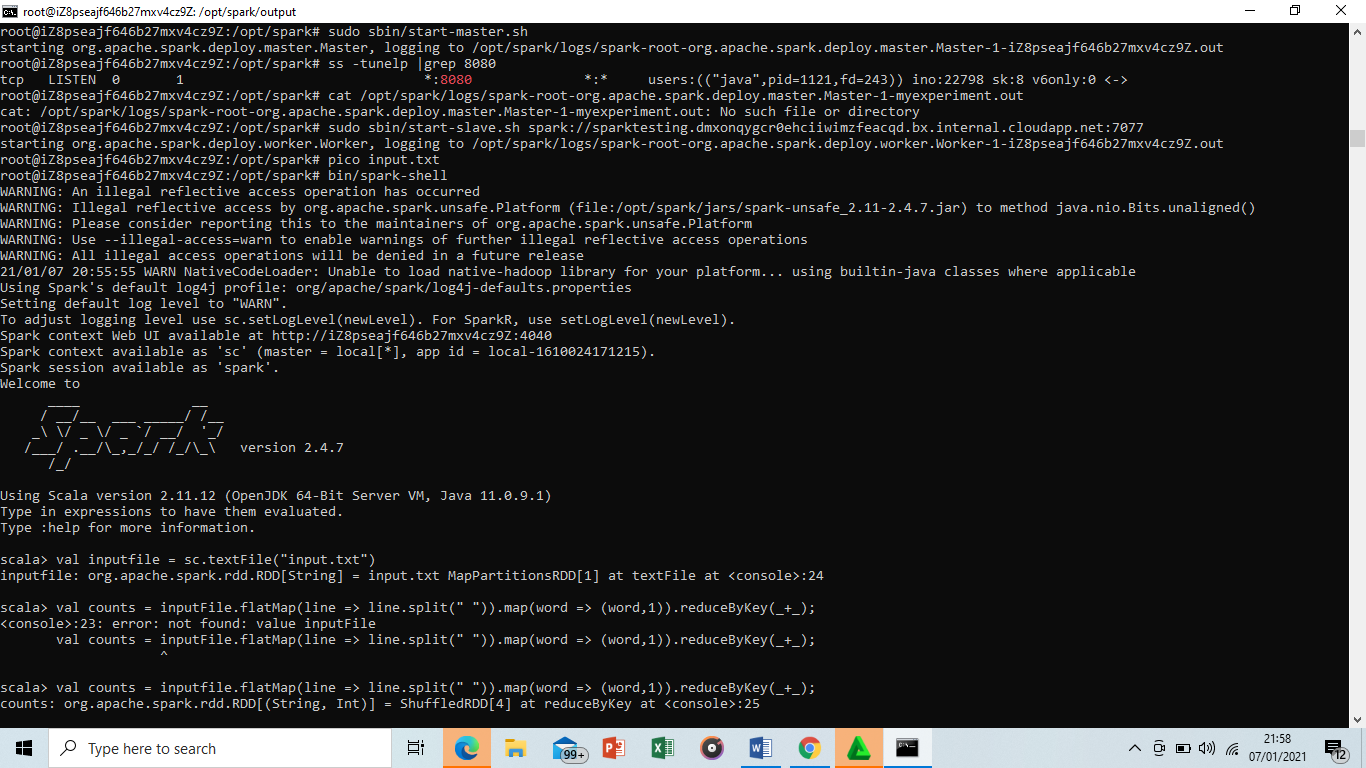 root@iZ8pseajf646b27mxv4cz9Z: /opt/spark/output
root@iZ8pseajf646b27mxv4cz9Z:/opt/spark# sudo sbin/start-master.sh
starting org.apache.spark.deploy.master.Master, logging to /opt/spark/logs/spark-root-org.apache.spark.deploy.master.Master-1-iZ8pseajf646b27mxv4cz9Z.out
root@iZ8pseajf646b27mxv4cz9Z:/opt/spark# ss -tunelp |grep 8080
tcp   LISTEN  0       1                              *:8080              *:*     users:(("java",pid=1121,fd=243)) ino:22798 sk:8 v6only:0 <->
root@iZ8pseajf646b27mxv4cz9Z:/opt/spark# cat /opt/spark/logs/spark-root-org.apache.spark.deploy.master.Master-1-myexperiment.out
cat: /opt/spark/logs/spark-root-org.apache.spark.deploy.master.Master-1-myexperiment.out: No such file or directory
root@iZ8pseajf646b27mxv4cz9Z:/opt/spark# sudo sbin/start-slave.sh spark://sparktesting.dmxonqygcr0ehciiwimzfeacqd.bx.internal.cloudapp.net:7077
starting org.apache.spark.deploy.worker.Worker, logging to /opt/spark/logs/spark-root-org.apache.spark.deploy.worker.Worker-1-iZ8pseajf646b27mxv4cz9Z.out
root@iZ8pseajf646b27mxv4cz9Z:/opt/spark# pico input.txt
root@iZ8pseajf646b27mxv4cz9Z:/opt/spark# bin/spark-shell
WARNING: An illegal reflective access operation has occurred
WARNING: Illegal reflective access by org.apache.spark.unsafe.Platform (file:/opt/spark/jars/spark-unsafe_2.11-2.4.7.jar) to method java.nio.Bits.unaligned()
WARNING: Please consider reporting this to the maintainers of org.apache.spark.unsafe.Platform
WARNING: Use --illegal-access=warn to enable warnings of further illegal reflective access operations
WARNING: All illegal access operations will be denied in a future release
21/01/07 20:55:55 WARN NativeCodeLoader: Unable to load native-hadoop library for your platform... using builtin-java classes where applicable
Using Spark's default log4j profile: org/apache/spark/log4j-defaults.properties
Setting default log level to "WARN".
To adjust logging level use sc.setLogLevel(newLevel). For SparkR, use setLogLevel(newLevel).
Spark context Web UI available at http://iZ8pseajf646b27mxv4cz9Z:4040
Spark context available as 'sc' (master = local[*], app id = local-1610024171215).
Spark session available as 'spark'.
Welcome to
      ____              __
     / __/__  ___ _____/ /__
    _\ \/ _ \/ _ `/ __/  '_/
   /___/ .__/\_,_/_/ /_/\_\   version 2.4.7
      /_/
Using Scala version 2.11.12 (OpenJDK 64-Bit Server VM, Java 11.0.9.1)
Type in expressions to have them evaluated.
Type :help for more information.
scala> val inputfile = sc.textFile("input.txt")
inputfile: org.apache.spark.rdd.RDD[String] = input.txt MapPartitionsRDD[1] at textFile at <console>:24
scala> val counts = inputFile.flatMap(line => line.split(" ")).map(word => (word,1)).reduceByKey(_+_);
<console>:23: error: not found: value inputFile
       val counts = inputFile.flatMap(line => line.split(" ")).map(word => (word,1)).reduceByKey(_+_);
                    ^
scala> val counts = inputfile.flatMap(line => line.split(" ")).map(word => (word,1)).reduceByKey(_+_);
counts: org.apache.spark.rdd.RDD[(String, Int)] = ShuffledRDD[4] at reduceByKey at <console>:25
Type here to search
99+
21:58
07/01/2021
12